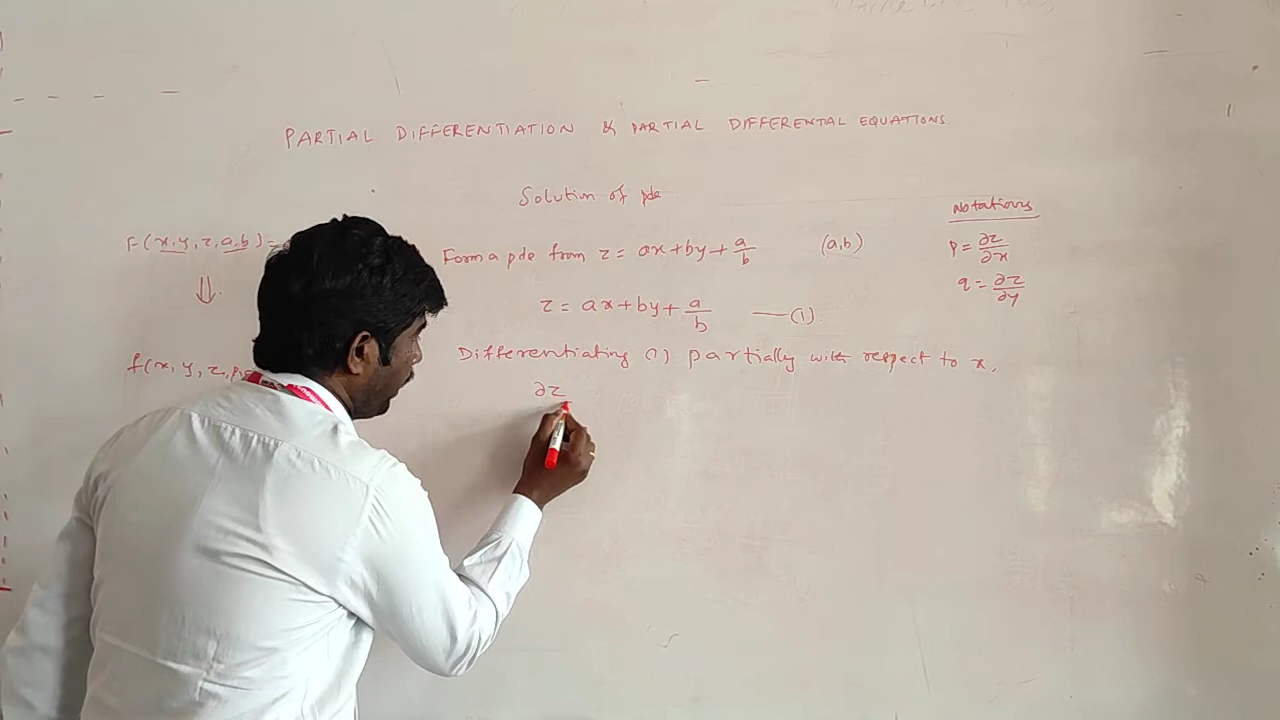 PARTIAL DIFFERENTIATION & PARTIAL DIFFERENTAL EQUATIONS
Solution of pde
F(x, y, z, a, b) =
⇓
f(x, y, z, p,
Form a pde from z = ax+by+a/b (a,b)
z = ax+by+a/b —(1)
Differentiating (1) partially with respect to x,
∂z
Notations
p = ∂z/∂x
q = ∂z/∂y